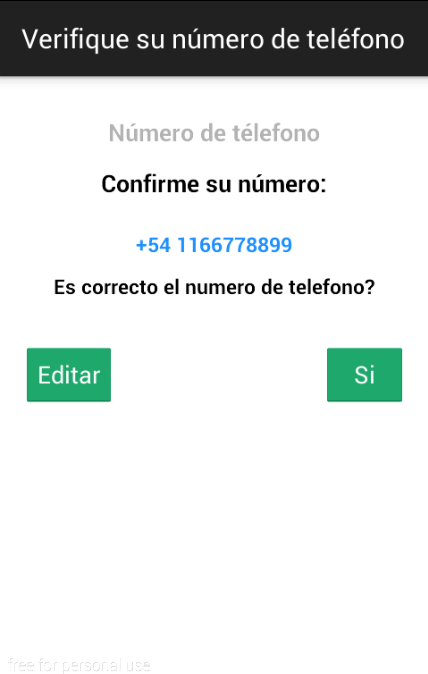 Verifique su número de teléfono
Número de télefono
Confirme su número:
+54 1166778899
Es correcto el numero de telefono?
Editar
Si
free for personal use